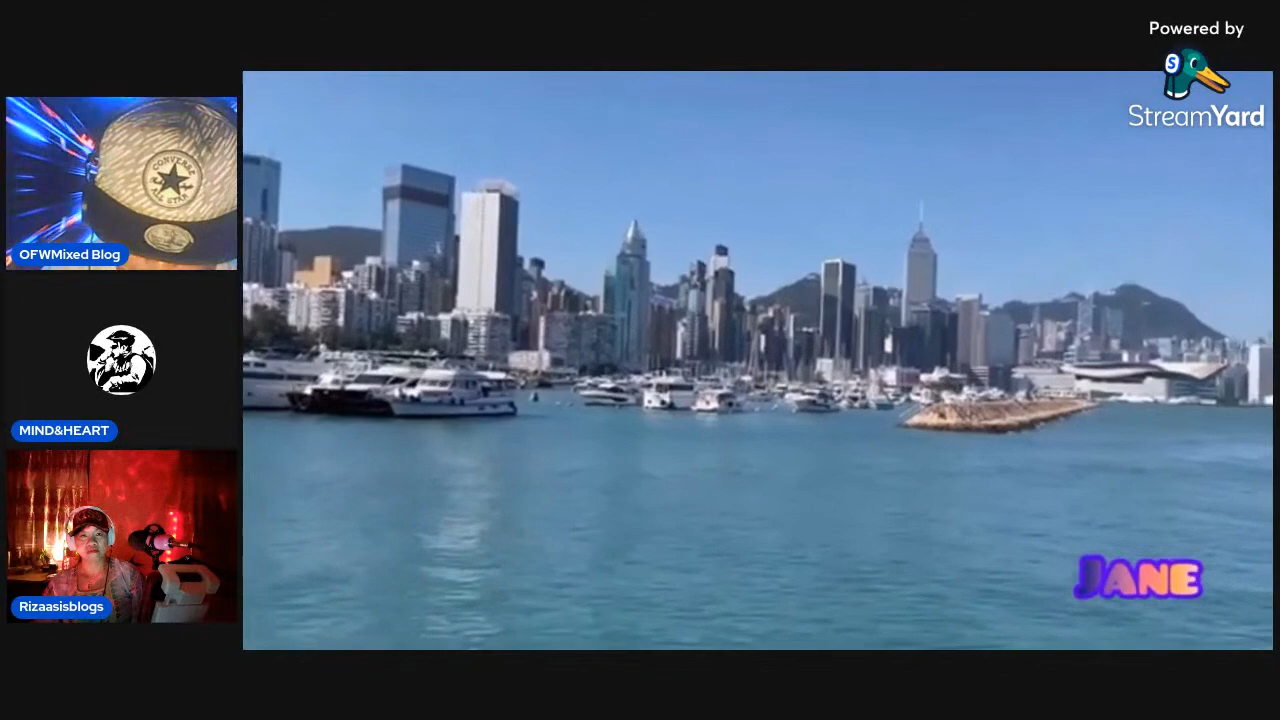 Powered by
StreamYard
S
CONVERSE
ALL STAR
OFWMixed Blog
MIND&HEART
Rizaasisblogs
JANE